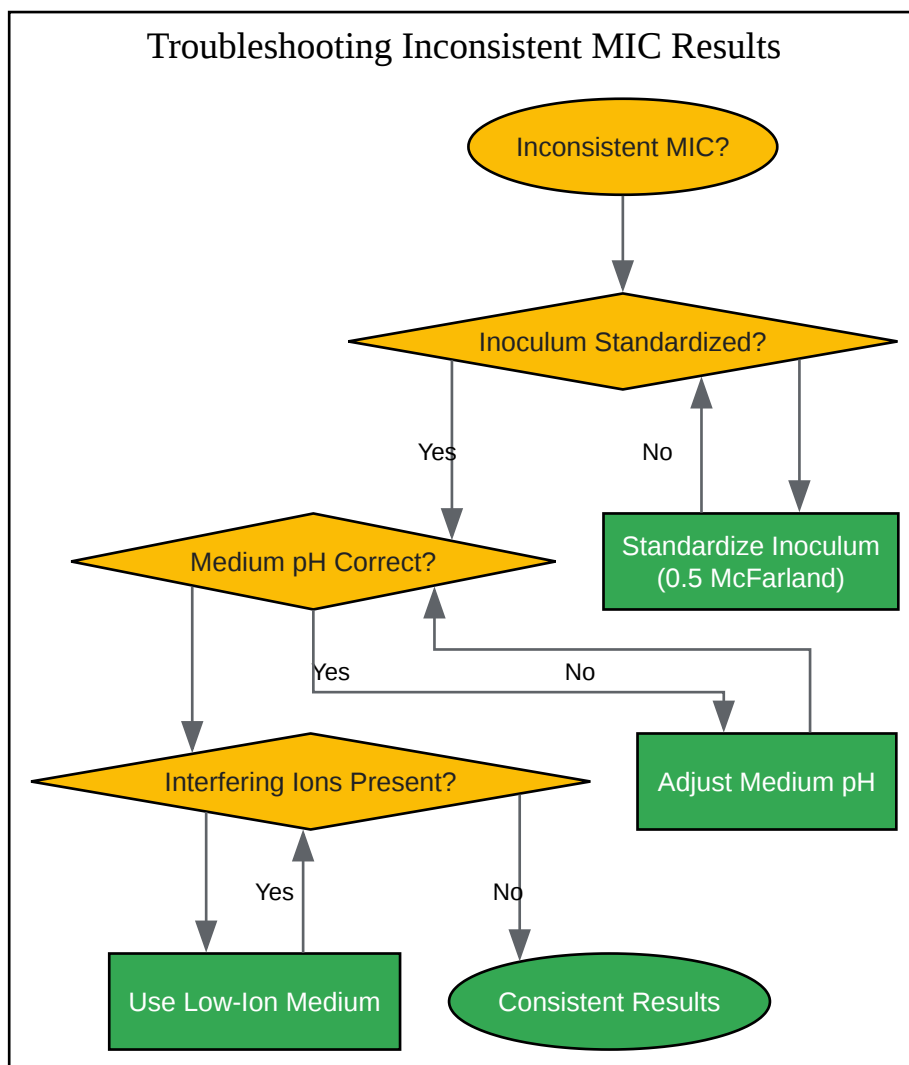 Troubleshooting Inconsistent MIC Results
Inconsistent MIC?
Inoculum Standardized?
Yes
No
Standardize Inoculum
(0.5 McFarland)
Medium pH Correct?
Yes
No
Adjust Medium pH
Interfering Ions Present?
Yes
No
Use Low-Ion Medium
Consistent Results